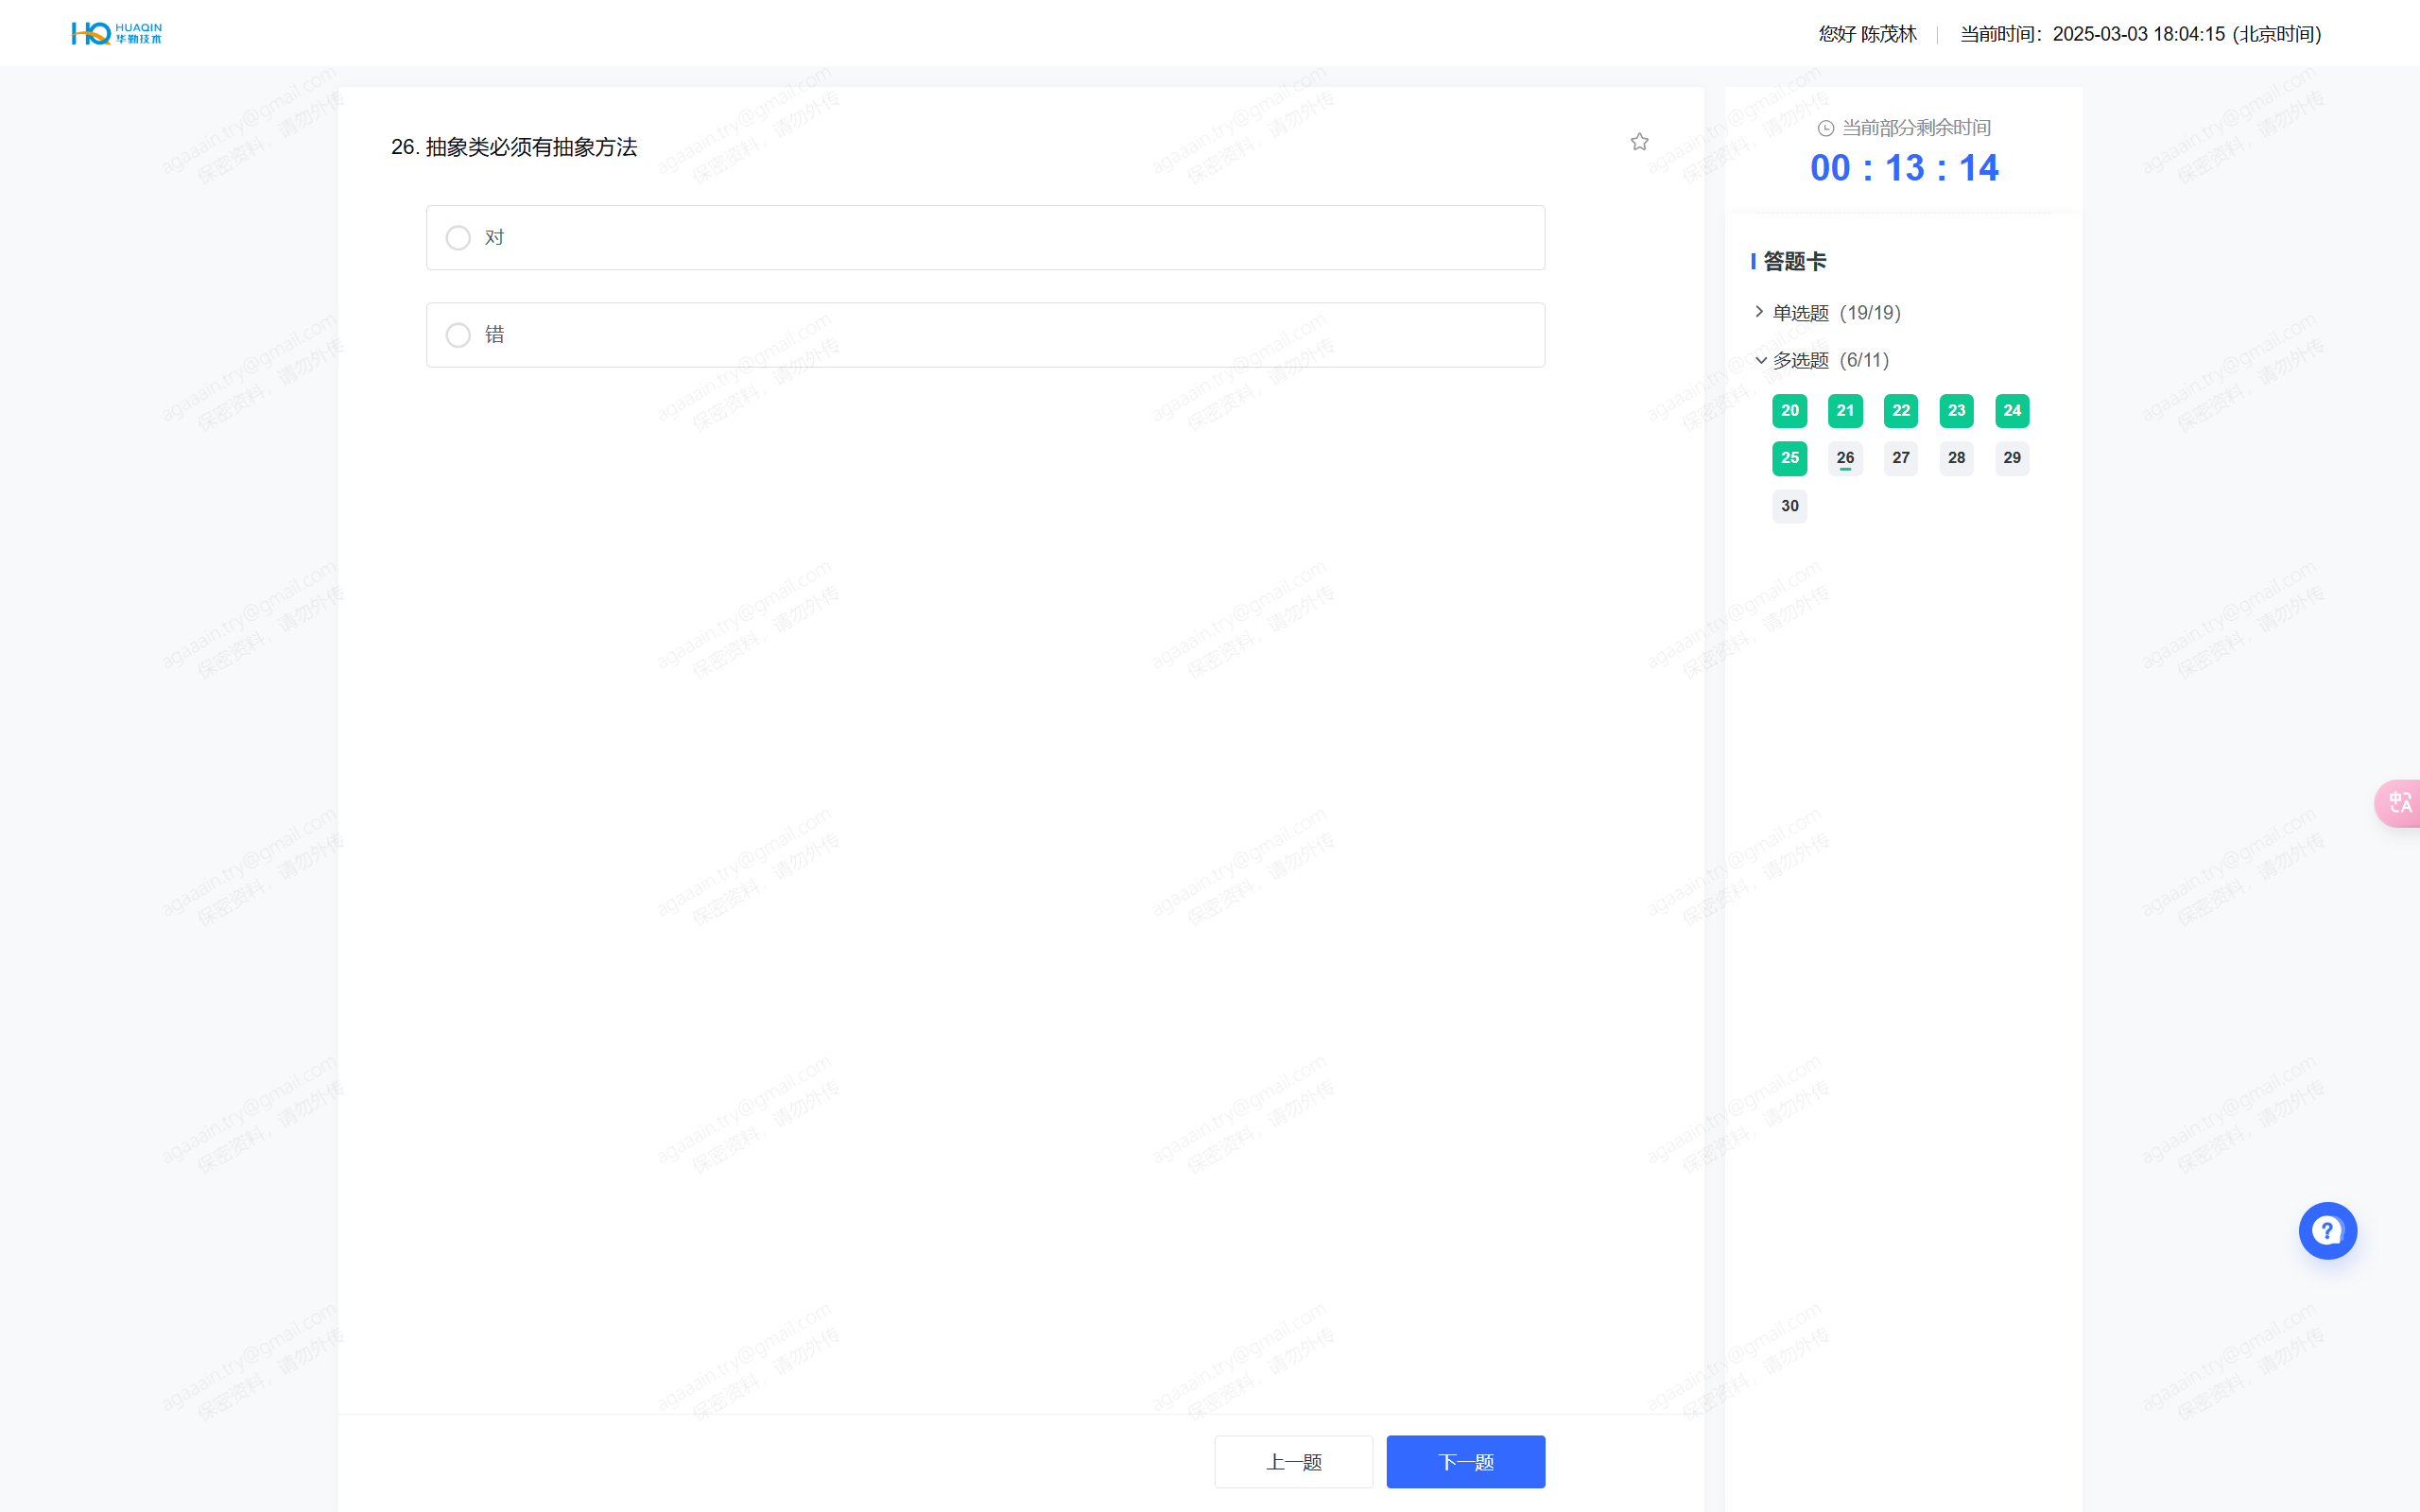 HUAQIN
华勤技术
您好 陈茂林
当前时间：2025-03-03 18:04:15 (北京时间)
26. 抽象类必须有抽象方法
对
错
当前部分剩余时间
00 : 13 : 14
答题卡
单选题（19/19）
多选题（6/11）
20 21 22 23 24
25 26 27 28 29
30
上一题 下一题
agaaain.try@gmail.com
保密资料，请勿外传